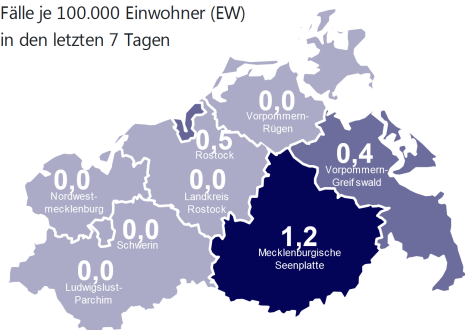 Fälle je 100.000 Einwohner (EW)
in den letzten 7 Tagen
0,0
Vorpommern-
Rügen
0,5
Rostock
0,4
Vorpommern-
Greifswald
0,0
Nordwest-
mecklenburg
0,0
Landkreis
Rostock
0,0
Schwerin
1,2
Mecklenburgische
Seenplatte
0,0
Ludwigslust-
Parchim